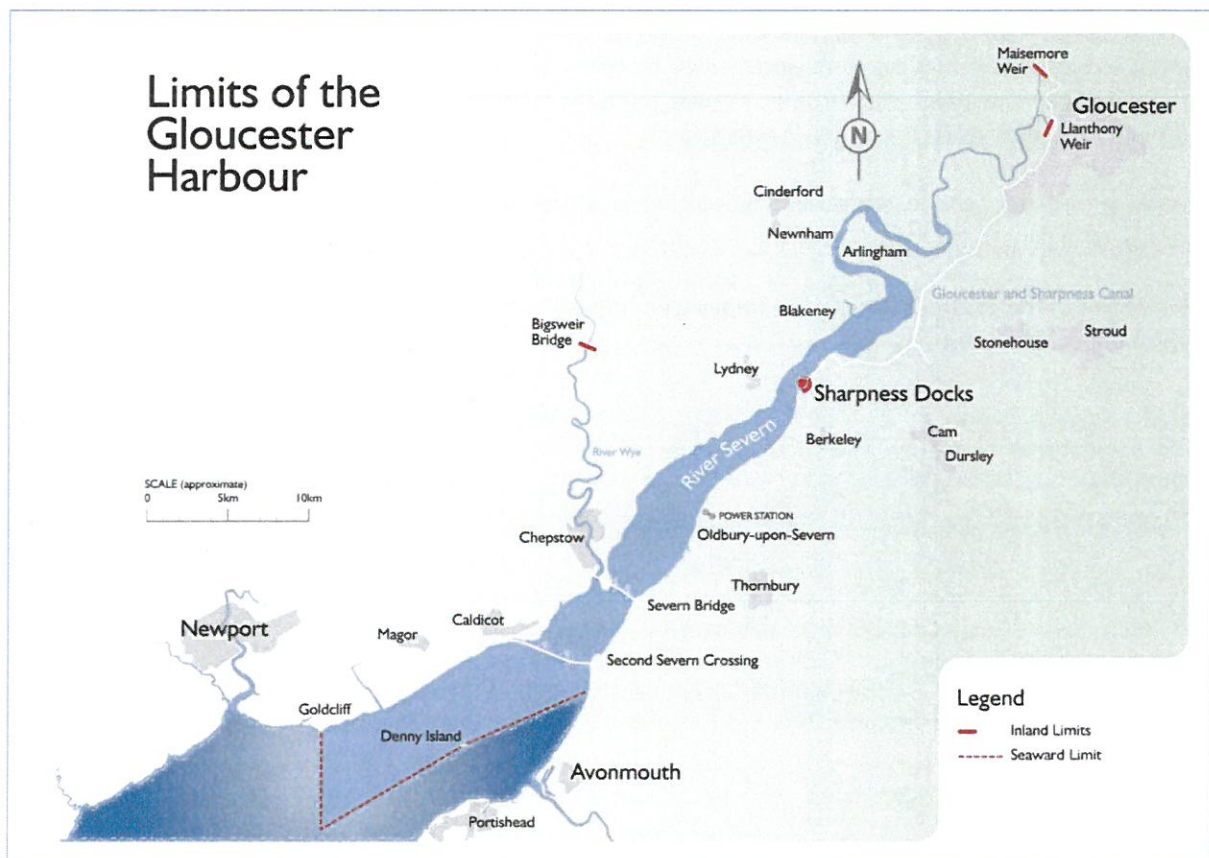 Limits of the
Gloucester
Harbour
N
Maisemore
Weir
Gloucester
Llanthony
Weir
Cinderford
Newnham
Arlingham
Gloucester and Sharpness Canal
Blakeney
Stonehouse
Stroud
Bigsweir
Bridge
Lydney
Sharpness Docks
River Severn
Berkeley
Cam
Dursley
River Wye
SCALE (approximate)
0 5km 10km
POWER STATION
Oldbury-upon-Severn
Chepstow
Thornbury
Severn Bridge
Caldicot
Magor
Newport
Second Severn Crossing
Goldcliff
Denny Island
Avonmouth
Portishead
Legend
Inland Limits
Seaward Limit